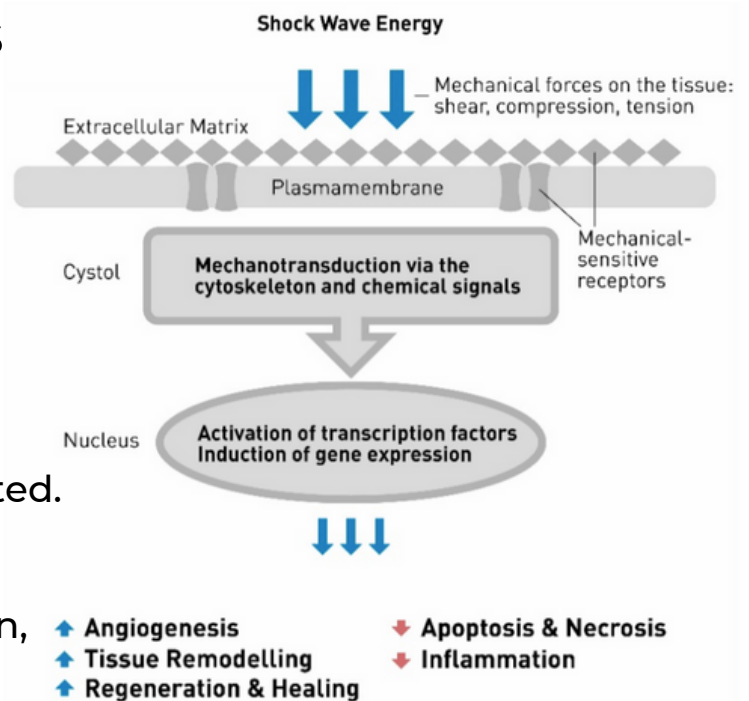 s
Shock Wave Energy
Mechanical forces on the tissue:
shear, compression, tension
Extracellular Matrix
Plasmamembrane
Mechanical-
sensitive
receptors
Cystol
Mechanotransduction via the
cytoskeleton and chemical signals
Nucleus
Activation of transcription factors
Induction of gene expression
ted.
n,
Angiogenesis
Tissue Remodelling
Regeneration & Healing
Apoptosis & Necrosis
Inflammation